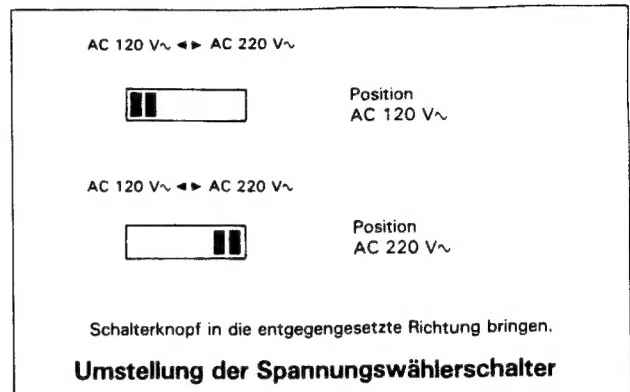 AC 120 V∿ ◄► AC 220 V∿
Position
AC 120 V∿
AC 120 V∿ ◄► AC 220 V∿
Position
AC 220 V∿
Schalterknopf in die entgegengesetzte Richtung bringen.
Umstellung der Spannungswählerschalter